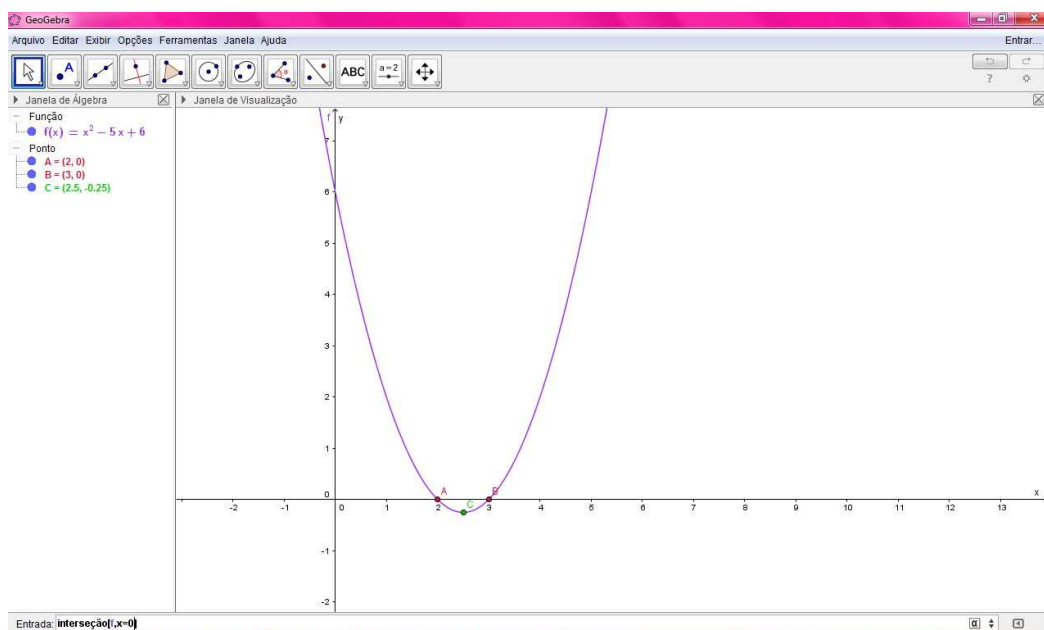 GeoGebra
Arquivo Editar Exibir Opções Ferramentas Janela Ajuda
Entrar...
A
α
ABC
a=2
?
Janela de Álgebra
Janela de Visualização
Função
f(x) = x² − 5 x + 6
Ponto
A = (2, 0)
B = (3, 0)
C = (2.5, -0.25)
f
y
7
6
5
4
3
2
1
0
-1
-2
A
B
C
x
-2 -1 0 1 2 3 4 5 6 7 8 9 10 11 12 13
Entrada: interseção[f,x=0]
α